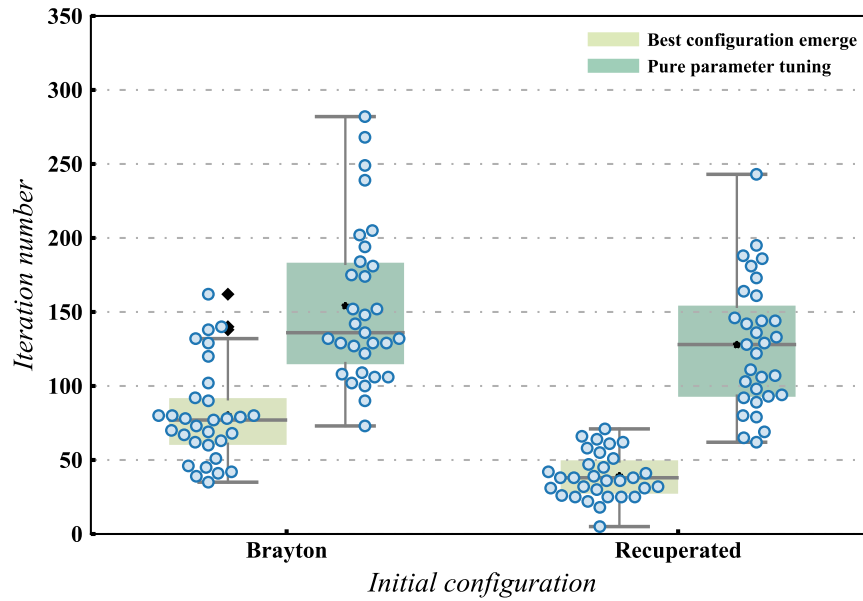 350
300
250
200
150
100
50
0
Iteration number
Best configuration emerge
Pure parameter tuning
Brayton
Recuperated
Initial configuration